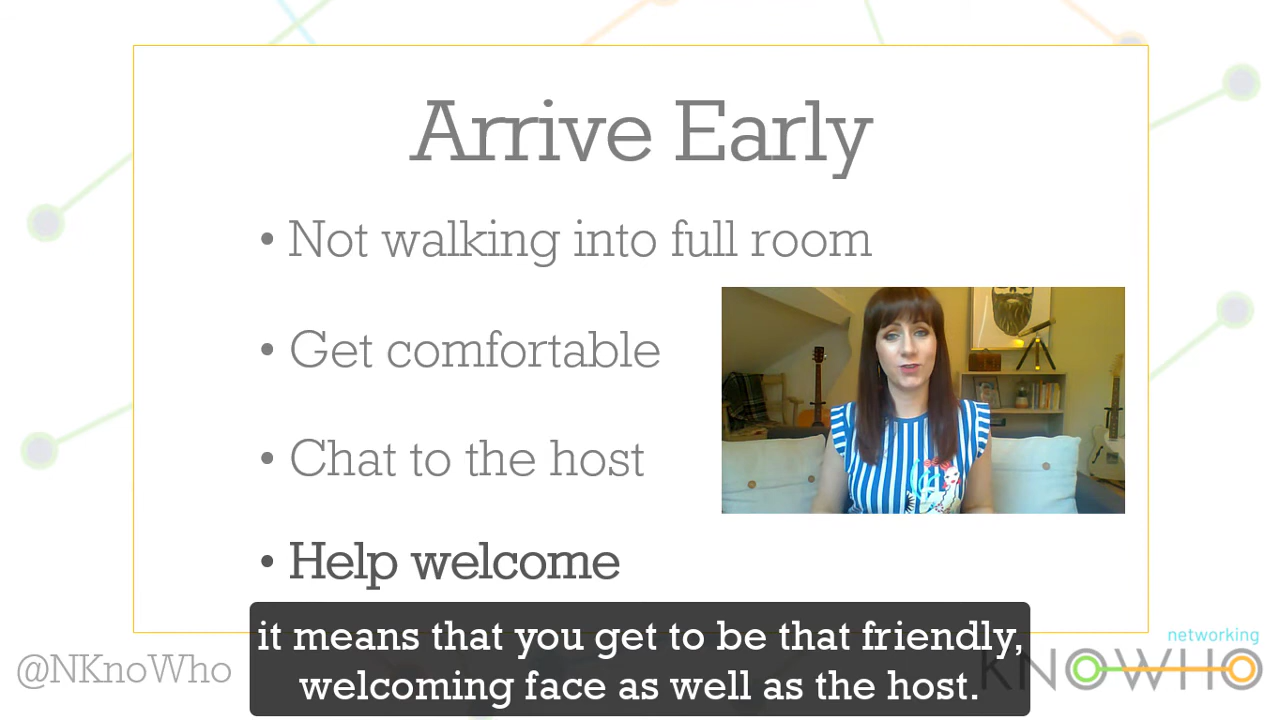 Arrive Early
• Not walking into full room
• Get comfortable
• Chat to the host
• Help welcome
it means that you get to be that friendly,
welcoming face as well as the host.
@NKnoWho
networking
KNOWHO